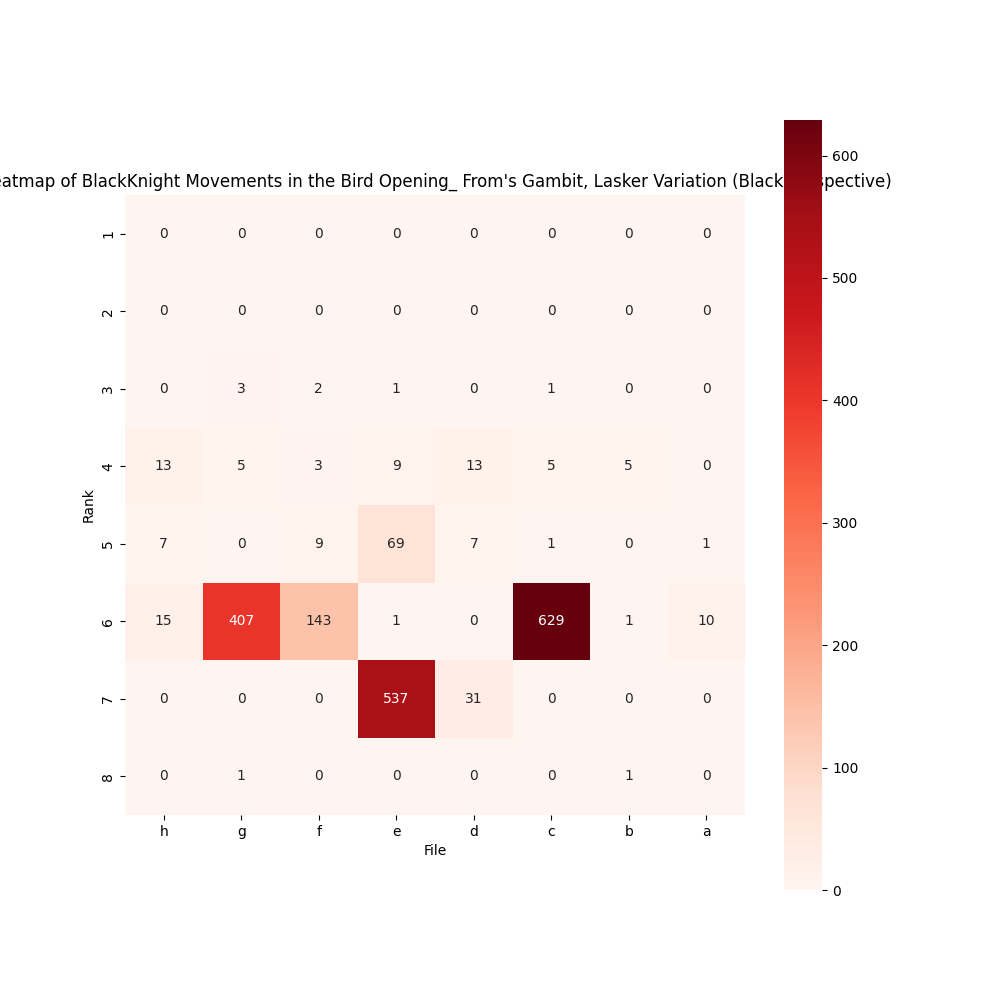 eatmap of BlackKnight Movements in the Bird Opening_ From's Gambit, Lasker Variation (Black spective)
1 0 0 0 0 0 0 0 0
2 0 0 0 0 0 0 0 0
3 0 3 2 1 0 1 0 0
4 13 5 3 9 13 5 5 0
5 7 0 9 69 7 1 0 1
6 15 407 143 1 0 629 1 10
7 0 0 0 537 31 0 0 0
8 0 1 0 0 0 0 1 0
h g f e d c b a
File
Rank
600
500
400
300
200
100
0